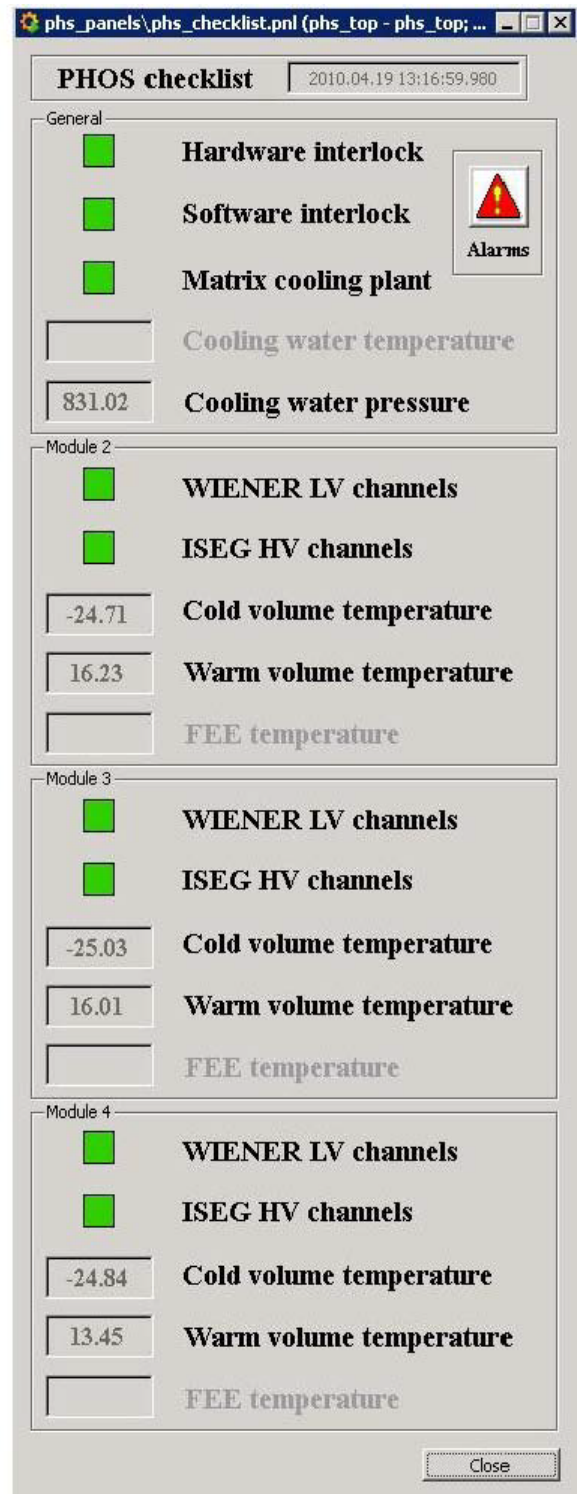 phs_panels\phs_checklist.pnl (phs_top - phs_top; ...
PHOS checklist 2010.04.19 13:16:59.980
General
Hardware interlock
Software interlock
Alarms
Matrix cooling plant
Cooling water temperature
831.02 Cooling water pressure
Module 2
WIENER LV channels
ISEG HV channels
-24.71 Cold volume temperature
16.23 Warm volume temperature
FEE temperature
Module 3
WIENER LV channels
ISEG HV channels
-25.03 Cold volume temperature
16.01 Warm volume temperature
FEE temperature
Module 4
WIENER LV channels
ISEG HV channels
-24.84 Cold volume temperature
13.45 Warm volume temperature
FEE temperature
Close